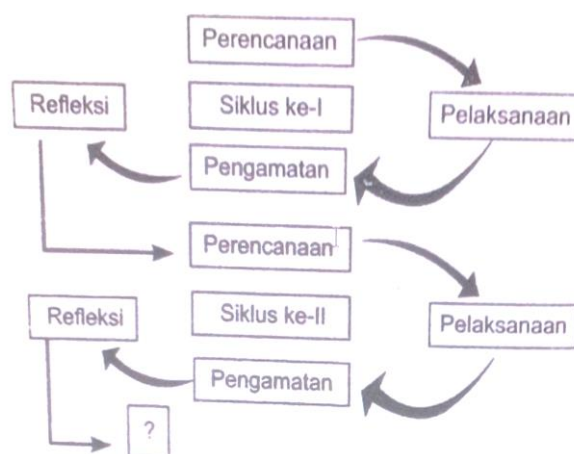 Perencanaan
Refleksi
Siklus ke-I
Pelaksanaan
Pengamatan
Perencanaan
Refleksi
Siklus ke-II
Pelaksanaan
Pengamatan
?